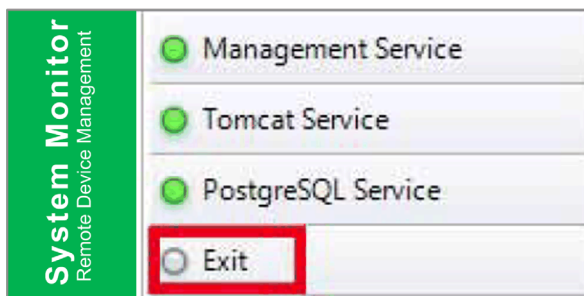 System Monitor
Remote Device Management
Management Service
Tomcat Service
PostgreSQL Service
Exit